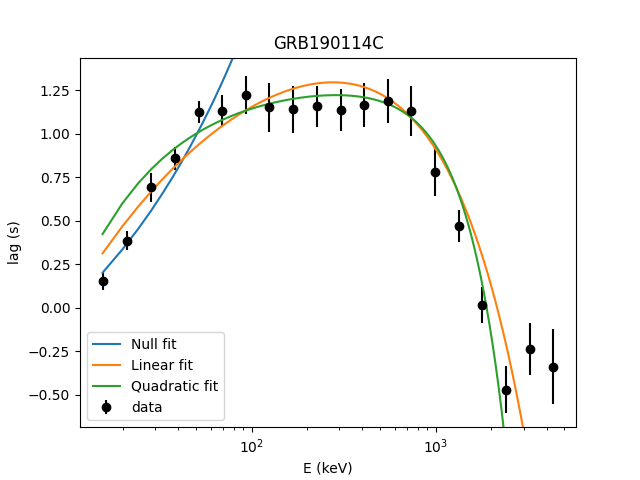 GRB190114C
1.25
1.00
0.75
0.50
0.25
0.00
−0.25
−0.50
lag (s)
Null fit
Linear fit
Quadratic fit
data
10²
10³
E (keV)